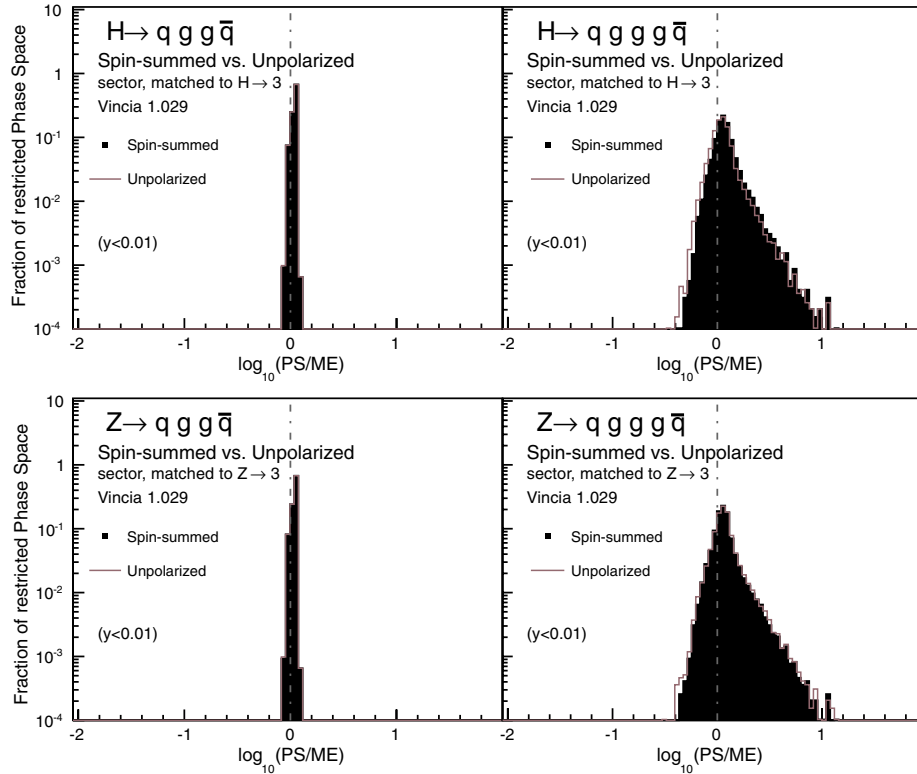 H→ q g g q̅
Spin-summed vs. Unpolarized
sector, matched to H→ 3
Vincia 1.029
Spin-summed
Unpolarized
(y<0.01)
Fraction of restricted Phase Space
10
1
10⁻¹
10⁻²
10⁻³
10⁻⁴
-2 -1 0 1
log₁₀(PS/ME)
H→ q g g g q̅
Spin-summed vs. Unpolarized
sector, matched to H→ 3
Vincia 1.029
Spin-summed
Unpolarized
(y<0.01)
-2 -1 0 1
log₁₀(PS/ME)
Z→ q g g q̅
Spin-summed vs. Unpolarized
sector, matched to Z→ 3
Vincia 1.029
Spin-summed
Unpolarized
(y<0.01)
Fraction of restricted Phase Space
10
1
10⁻¹
10⁻²
10⁻³
10⁻⁴
-2 -1 0 1
log₁₀(PS/ME)
Z→ q g g g q̅
Spin-summed vs. Unpolarized
sector, matched to Z→ 3
Vincia 1.029
Spin-summed
Unpolarized
(y<0.01)
-2 -1 0 1
log₁₀(PS/ME)